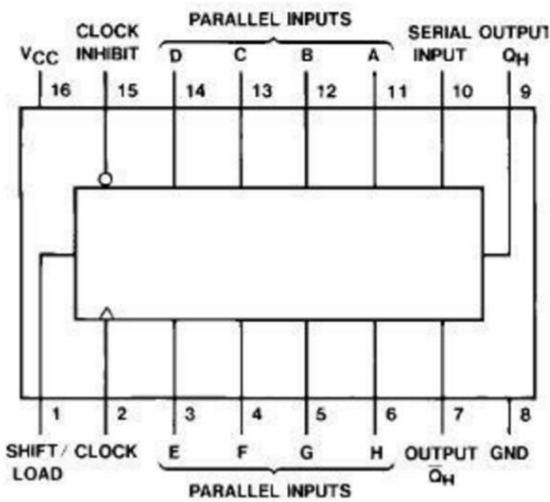 PARALLEL INPUTS
CLOCK INHIBIT
SERIAL INPUT
OUTPUT QH
VCC D C B A
16 15 14 13 12 11 10 9
1 2 3 4 5 6 7 8
SHIFT/ LOAD
CLOCK
E F G H
OUTPUT Q̅H
GND
PARALLEL INPUTS